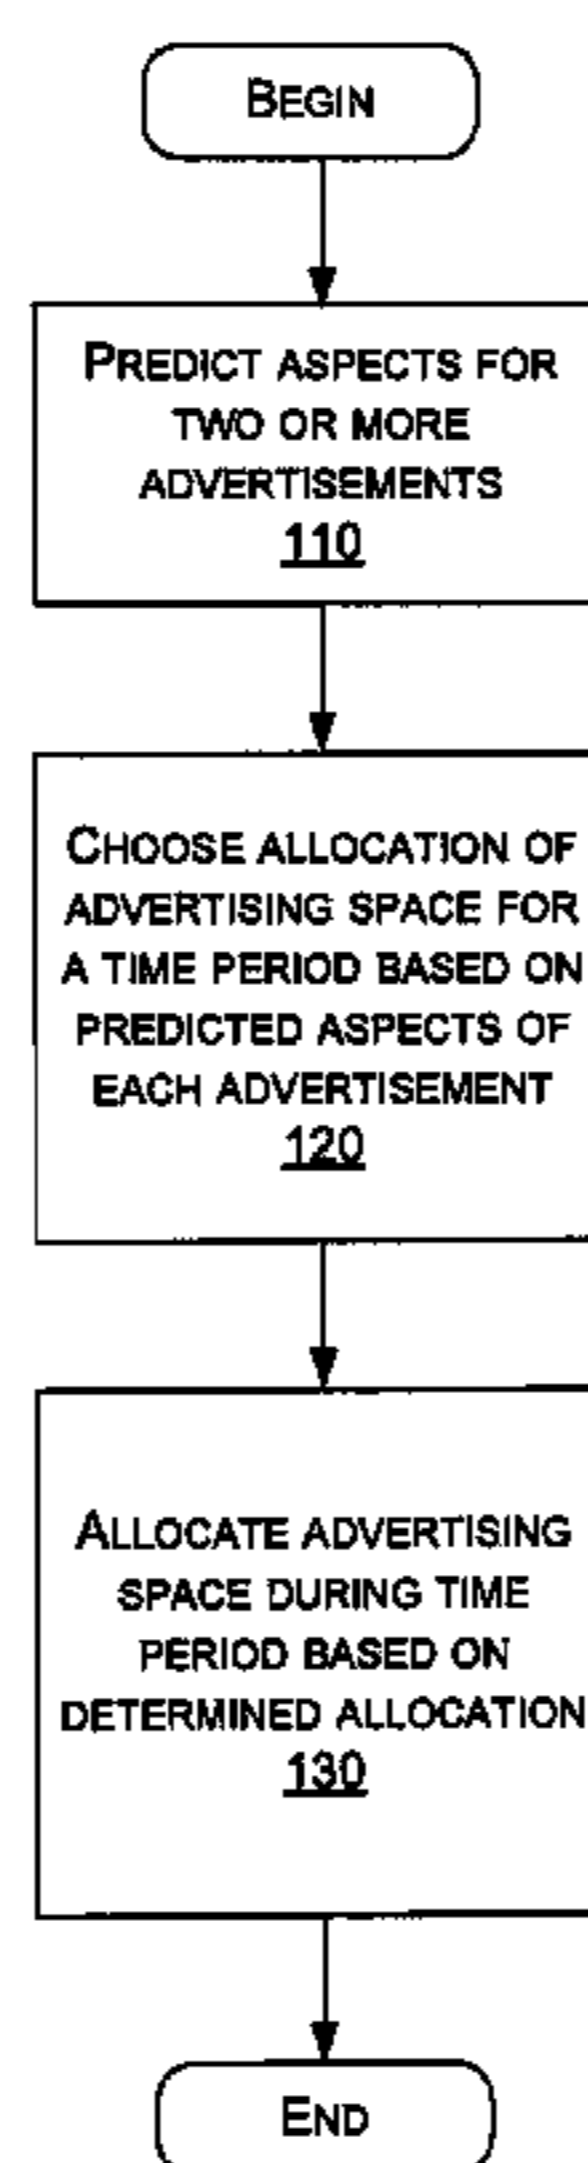 BEGIN
PREDICT ASPECTS FOR
TWO OR MORE
ADVERTISEMENTS
110
CHOOSE ALLOCATION OF
ADVERTISING SPACE FOR
A TIME PERIOD BASED ON
PREDICTED ASPECTS OF
EACH ADVERTISEMENT
120
ALLOCATE ADVERTISING
SPACE DURING TIME
PERIOD BASED ON
DETERMINED ALLOCATION
130
END